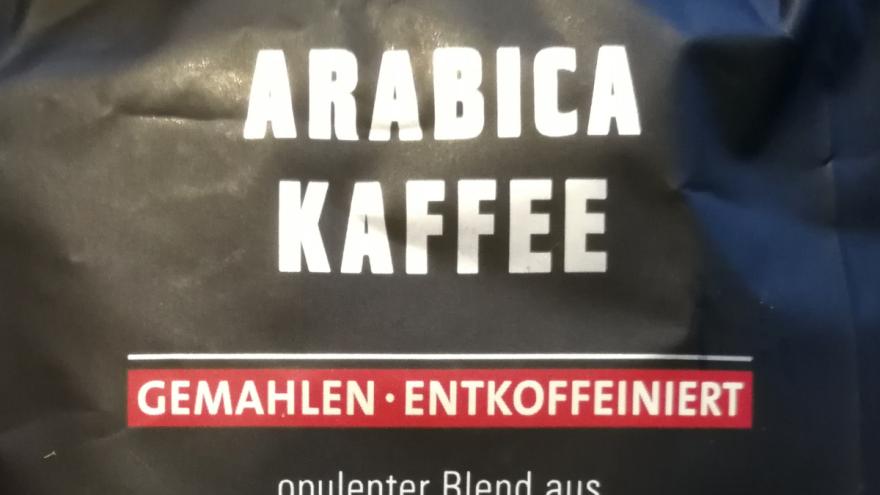 ARABICA
KAFFEE
GEMAHLEN · ENTKOFFEINIERT
opulenter Blend aus